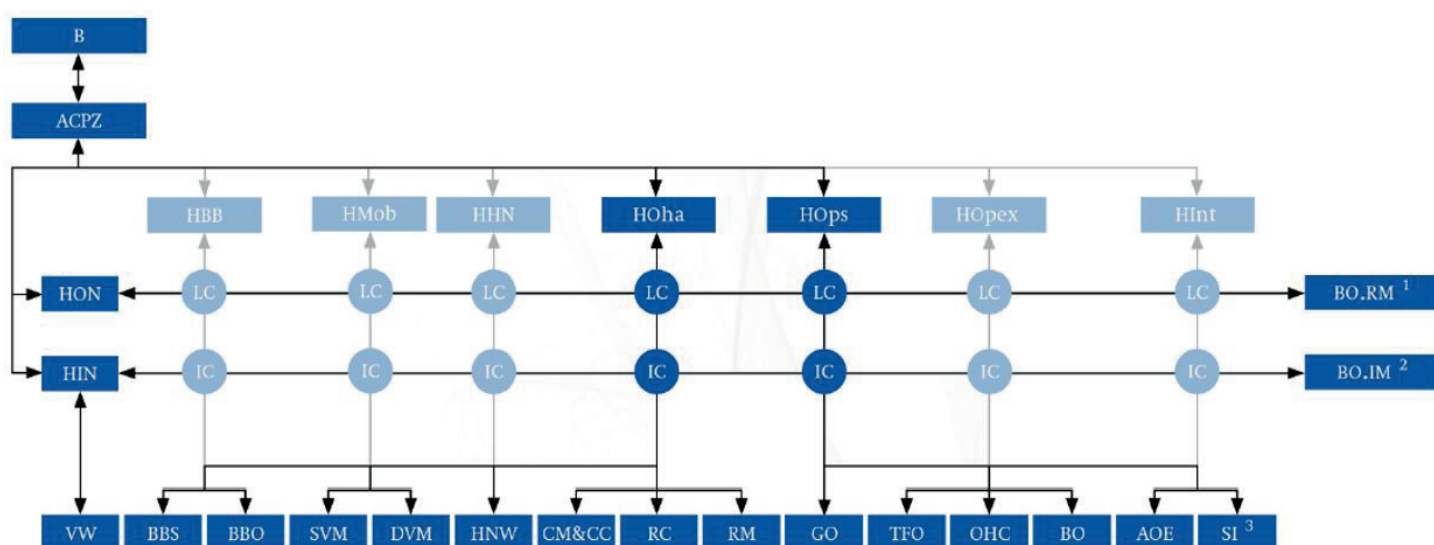 B
ACPZ
HBB HMob HHN HOha HOps HOpex HInt
HON LC LC LC LC LC LC LC BO.RM 1
HIN IC IC IC IC IC IC IC BO.IM 2
VW BBS BBO SVM DVM HNW CM&CC RC RM GO TFO OHC BO AOE SI 3